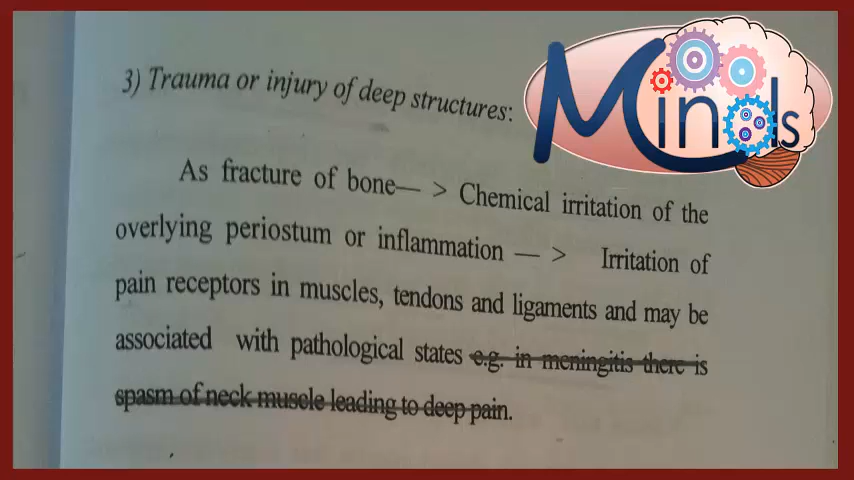 Minds
3) Trauma or injury of deep structures:
As fracture of bone— > Chemical irritation of the
overlying periostum or inflammation — > Irritation of
pain receptors in muscles, tendons and ligaments and may be
associated with pathological states e.g. in meningitis there is
spasm of neck muscle leading to deep pain.